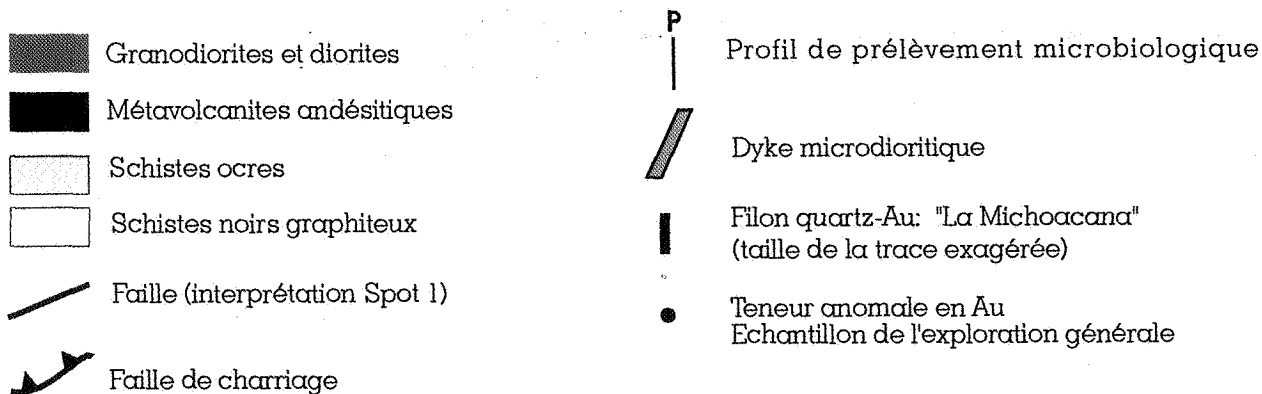 Granodiorites et diorites
Métavolcanites andésitiques
Schistes ocres
Schistes noirs graphiteux
Faille (interprétation Spot 1)
Faille de charriage
P
Profil de prélèvement microbiologique
Dyke microdioritique
Filon quartz-Au: "La Michoacana"
(taille de la trace exagérée)
Teneur anomale en Au
Echantillon de l'exploration générale